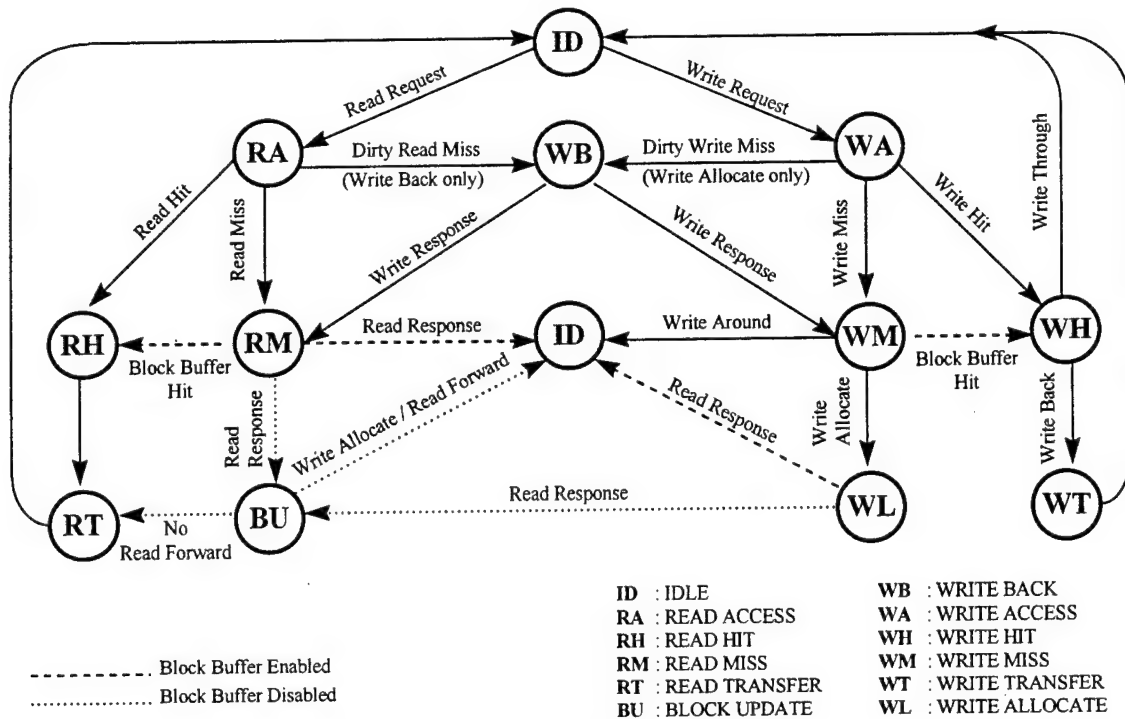 ID
Read Request
Write Request
RA
Dirty Read Miss
(Write Back only)
WB
Dirty Write Miss
(Write Allocate only)
WA
Read Hit
Read Miss
Write Response
Write Response
Write Miss
Write Hit
Write Through
RH
Block Buffer
Hit
RM
Read Response
ID
Write Around
WM
Block Buffer
Hit
WH
Read
Response
Write Allocate / Read Forward
Read Response
Write
Allocate
Write Back
RT
No
Read Forward
BU
Read Response
WL
WT
ID : IDLE
RA : READ ACCESS
RH : READ HIT
RM : READ MISS
RT : READ TRANSFER
BU : BLOCK UPDATE
WB : WRITE BACK
WA : WRITE ACCESS
WH : WRITE HIT
WM : WRITE MISS
WT : WRITE TRANSFER
WL : WRITE ALLOCATE
Block Buffer Enabled
Block Buffer Disabled